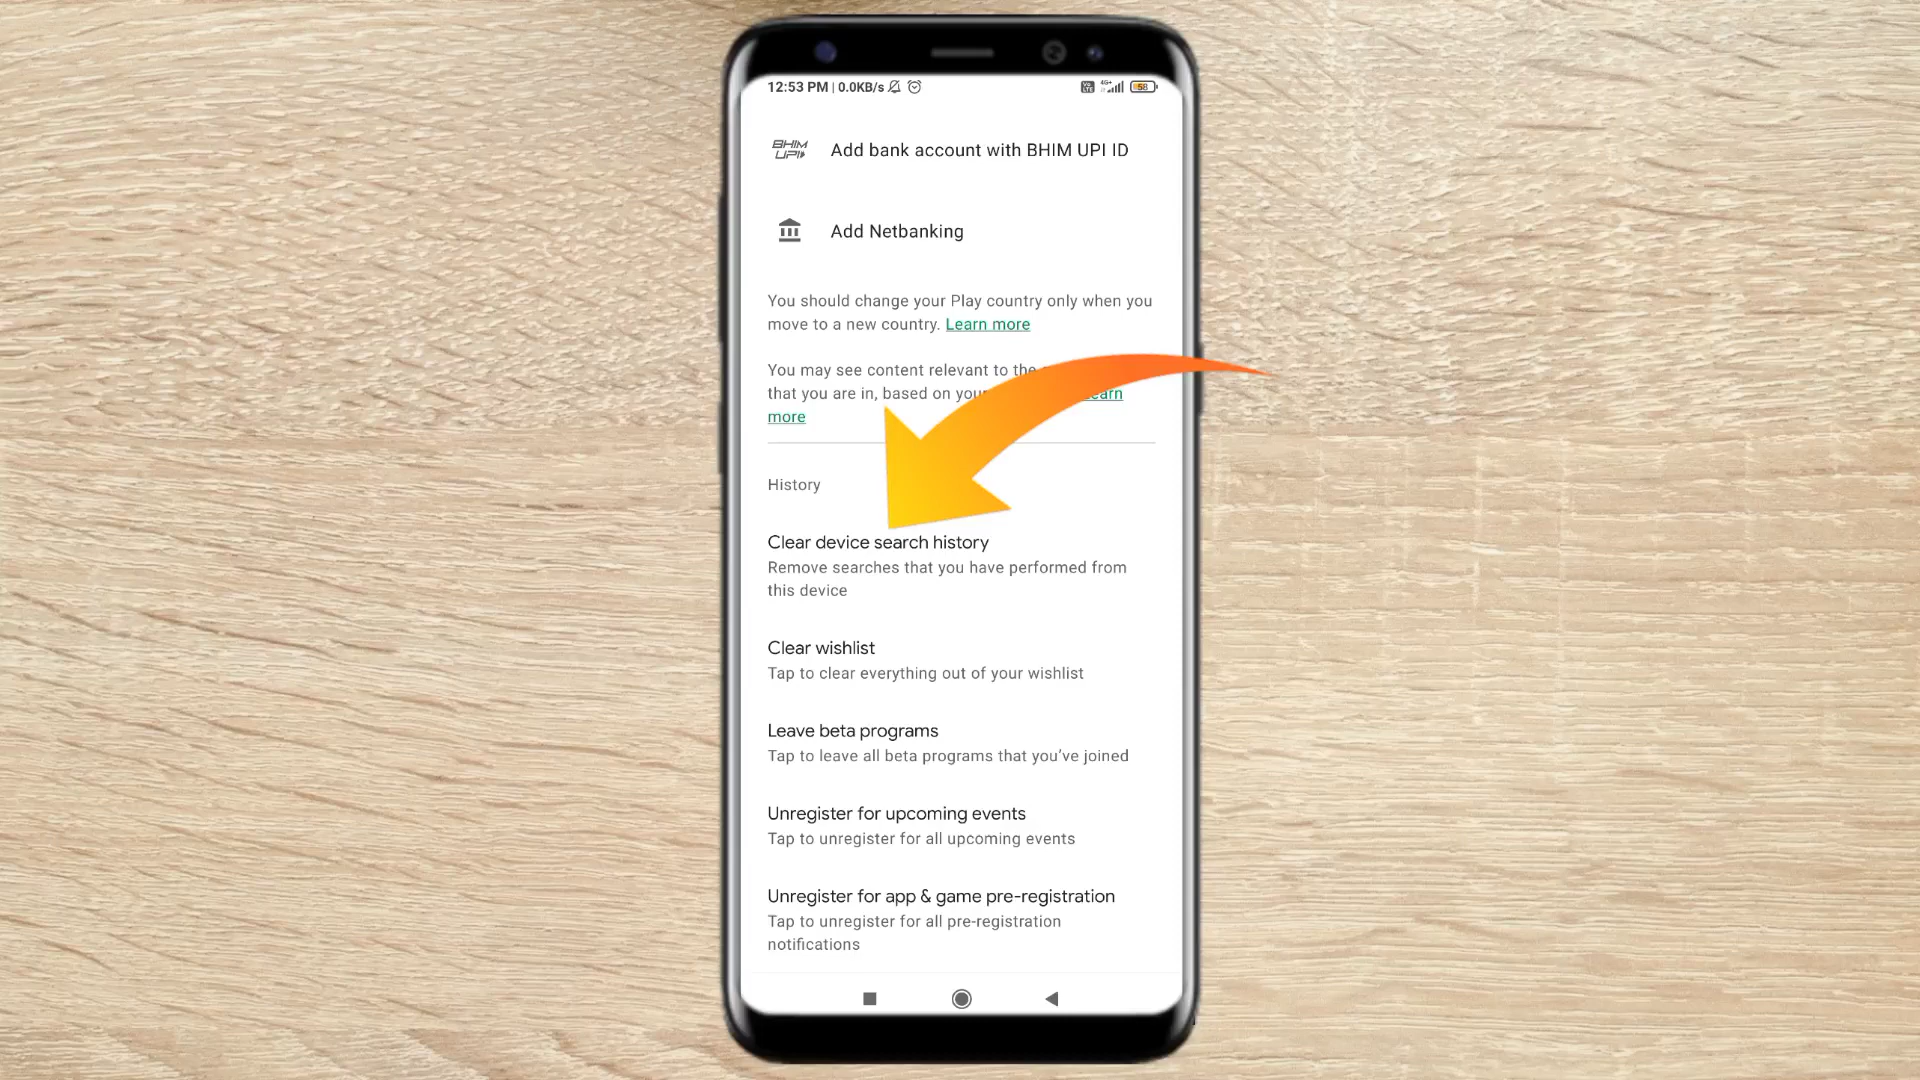 12:53 PM | 0.0KB/s
Vo LTE 4G+ 58
BHIM Add bank account with BHIM UPI ID
UPI
Add Netbanking
You should change your Play country only when you
move to a new country. Learn more
You may see content relevant to the
that you are in, based on your
more
History
Clear device search history
Remove searches that you have performed from
this device
Clear wishlist
Tap to clear everything out of your wishlist
Leave beta programs
Tap to leave all beta programs that you've joined
Unregister for upcoming events
Tap to unregister for all upcoming events
Unregister for app & game pre-registration
Tap to unregister for all pre-registration
notifications